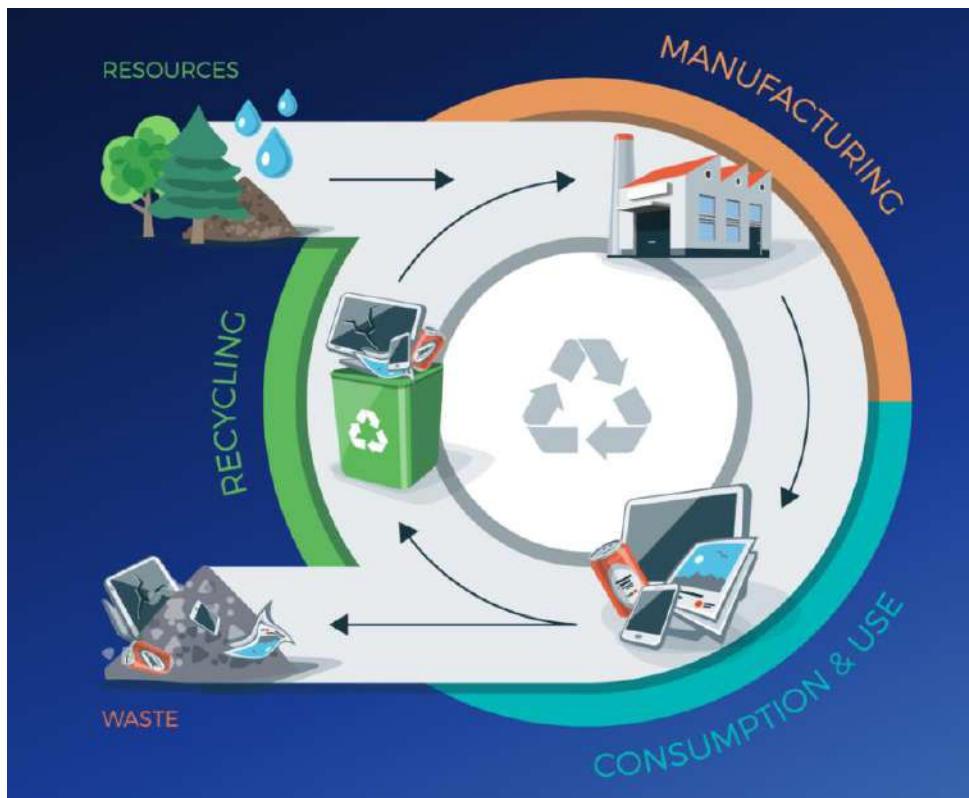 RESOURCES
MANUFACTURING
RECYCLING
WASTE
CONSUMPTION & USE